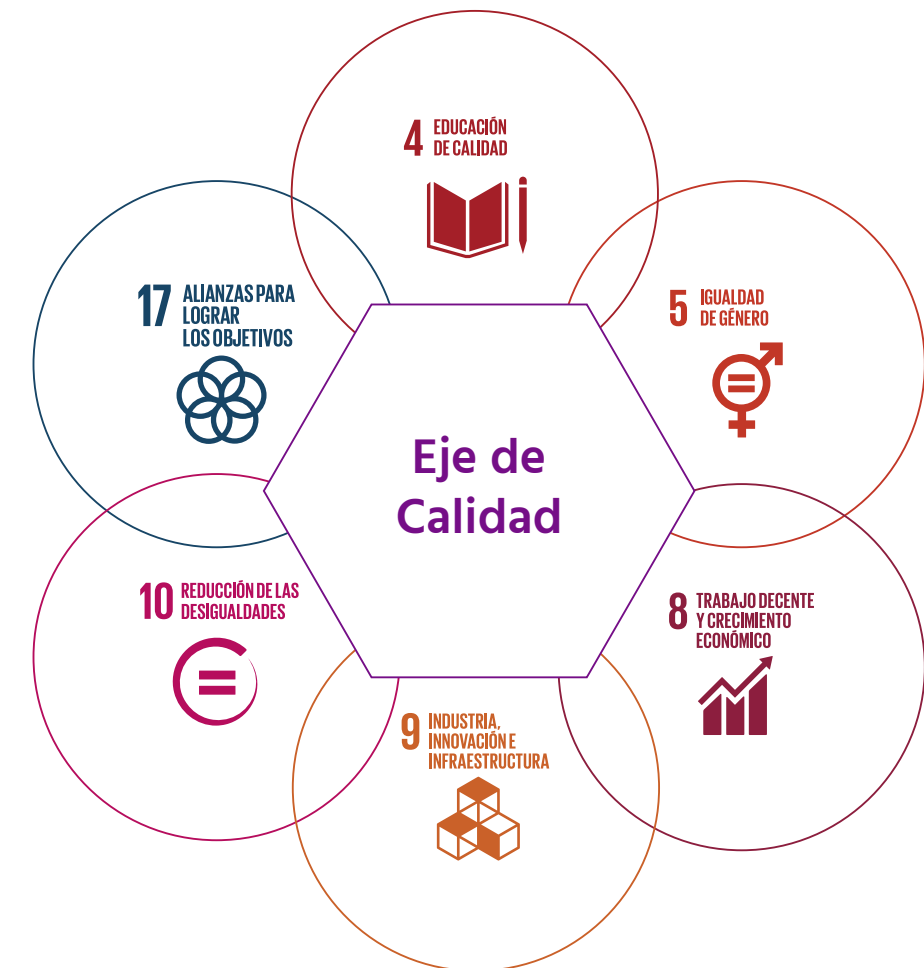 4 EDUCACIÓN
DE CALIDAD
17 ALIANZAS PARA
LOGRAR
LOS OBJETIVOS
5 IGUALDAD
DE GÉNERO
Eje de
Calidad
10 REDUCCIÓN DE LAS
DESIGUALDADES
8 TRABAJO DECENTE
Y CRECIMIENTO
ECONÓMICO
9 INDUSTRIA,
INNOVACIÓN E
INFRAESTRUCTURA